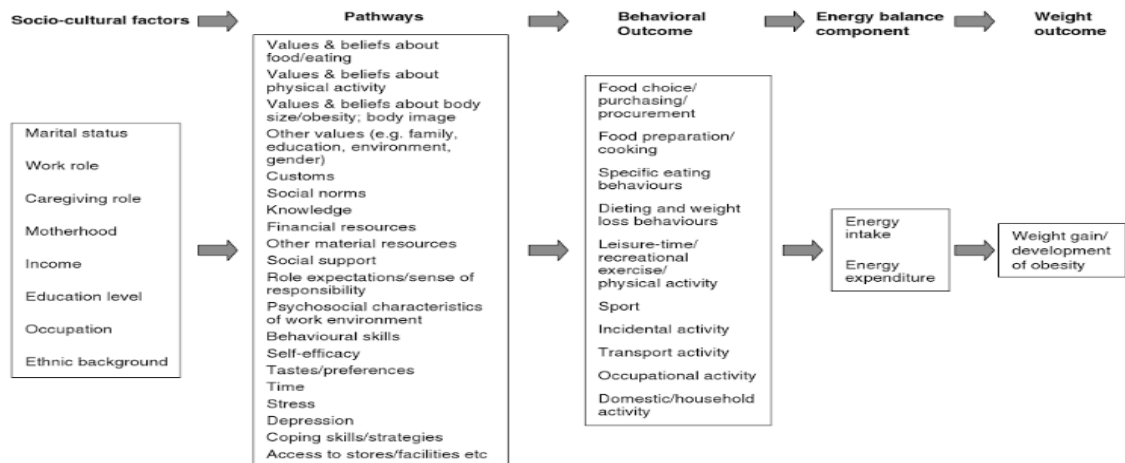 Socio-cultural factors
Pathways
Behavioral
Outcome
Energy balance
component
Weight
outcome
Marital status
Work role
Caregiving role
Motherhood
Income
Education level
Occupation
Ethnic background
Values & beliefs about
food/eating
Values & beliefs about
physical activity
Values & beliefs about body
size/obesity; body image
Other values (e.g. family,
education, environment,
gender)
Customs
Social norms
Knowledge
Financial resources
Other material resources
Social support
Role expectations/sense of
responsibility
Psychosocial characteristics
of work environment
Behavioural skills
Self-efficacy
Tastes/preferences
Time
Stress
Depression
Coping skills/strategies
Access to stores/facilities etc
Food choice/
purchasing/
procurement
Food preparation/
cooking
Specific eating
behaviours
Dieting and weight
loss behaviours
Leisure-time/
recreational
exercise/
physical activity
Sport
Incidental activity
Transport activity
Occupational activity
Domestic/household
activity
Energy
intake
Energy
expenditure
Weight gain/
development
of obesity